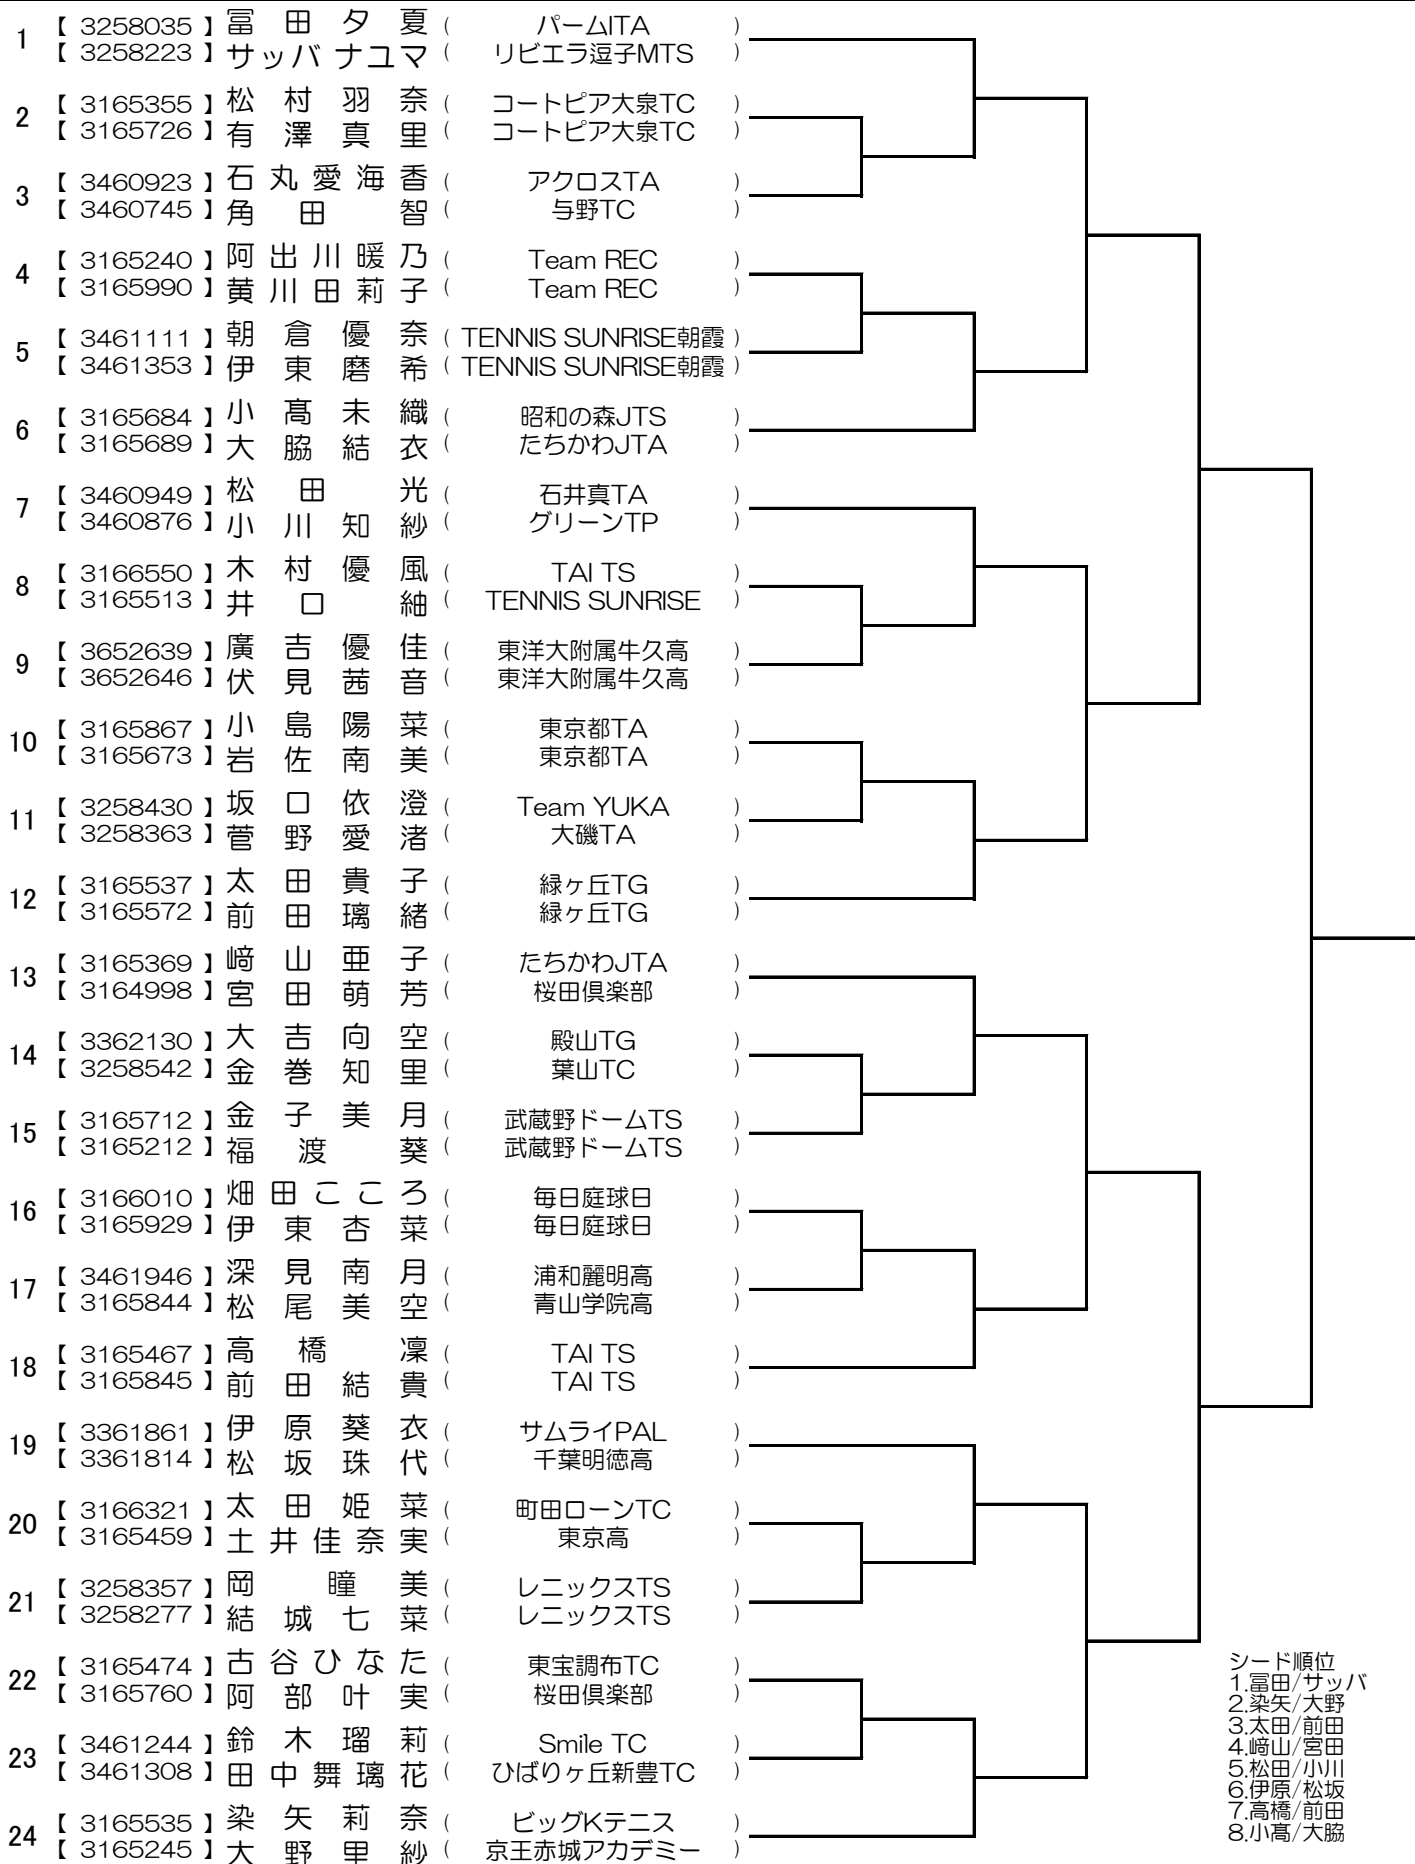 1 【 3258035 】 冨田夕夏 ( パームITA )
【 3258223 】 サッバナユマ ( リビエラ逗子MTS )
2 【 3165355 】 松村羽奈 ( コートピア大泉TC )
【 3165726 】 有澤真里 ( コートピア大泉TC )
3 【 3460923 】 石丸愛海香 ( アクロスTA )
【 3460745 】 角田智 ( 与野TC )
4 【 3165240 】 阿出川暖乃 ( Team REC )
【 3165990 】 黄川田莉子 ( Team REC )
5 【 3461111 】 朝倉優奈 ( TENNIS SUNRISE朝霞 )
【 3461353 】 伊東磨希 ( TENNIS SUNRISE朝霞 )
6 【 3165684 】 小髙未織 ( 昭和の森JTS )
【 3165689 】 大脇結衣 ( たちかわJTA )
7 【 3460949 】 松田光 ( 石井真TA )
【 3460876 】 小川知紗 ( グリーンTP )
8 【 3166550 】 木村優風 ( TAI TS )
【 3165513 】 井口紬 ( TENNIS SUNRISE )
9 【 3652639 】 廣吉優佳 ( 東洋大附属牛久高 )
【 3652646 】 伏見茜音 ( 東洋大附属牛久高 )
10 【 3165867 】 小島陽菜 ( 東京都TA )
【 3165673 】 岩佐南美 ( 東京都TA )
11 【 3258430 】 坂口依澄 ( Team YUKA )
【 3258363 】 菅野愛渚 ( 大磯TA )
12 【 3165537 】 太田貴子 ( 緑ヶ丘TG )
【 3165572 】 前田璃緒 ( 緑ヶ丘TG )
13 【 3165369 】 﨑山亜子 ( たちかわJTA )
【 3164998 】 宮田萌芳 ( 桜田倶楽部 )
14 【 3362130 】 大吉向空 ( 殿山TG )
【 3258542 】 金巻知里 ( 葉山TC )
15 【 3165712 】 金子美月 ( 武蔵野ドームTS )
【 3165212 】 福渡葵 ( 武蔵野ドームTS )
16 【 3166010 】 畑田こころ ( 毎日庭球日 )
【 3165929 】 伊東杏菜 ( 毎日庭球日 )
17 【 3461946 】 深見南月 ( 浦和麗明高 )
【 3165844 】 松尾美空 ( 青山学院高 )
18 【 3165467 】 高橋凜 ( TAI TS )
【 3165845 】 前田結貴 ( TAI TS )
19 【 3361861 】 伊原葵衣 ( サムライPAL )
【 3361814 】 松坂珠代 ( 千葉明徳高 )
20 【 3166321 】 太田姫菜 ( 町田ローンTC )
【 3165459 】 土井佳奈実 ( 東京高 )
21 【 3258357 】 岡瞳美 ( レニックスTS )
【 3258277 】 結城七菜 ( レニックスTS )
22 【 3165474 】 古谷ひなた ( 東宝調布TC )
【 3165760 】 阿部叶実 ( 桜田倶楽部 )
23 【 3461244 】 鈴木瑠莉 ( Smile TC )
【 3461308 】 田中舞璃花 ( ひばりヶ丘新豊TC )
24 【 3165535 】 染矢莉奈 ( ビッグKテニス )
【 3165245 】 大野里紗 ( 京王赤城アカデミー )
シード順位
1.冨田/サッバ
2.染矢/大野
3.太田/前田
4.﨑山/宮田
5.松田/小川
6.伊原/松坂
7.高橋/前田
8.小髙/大脇